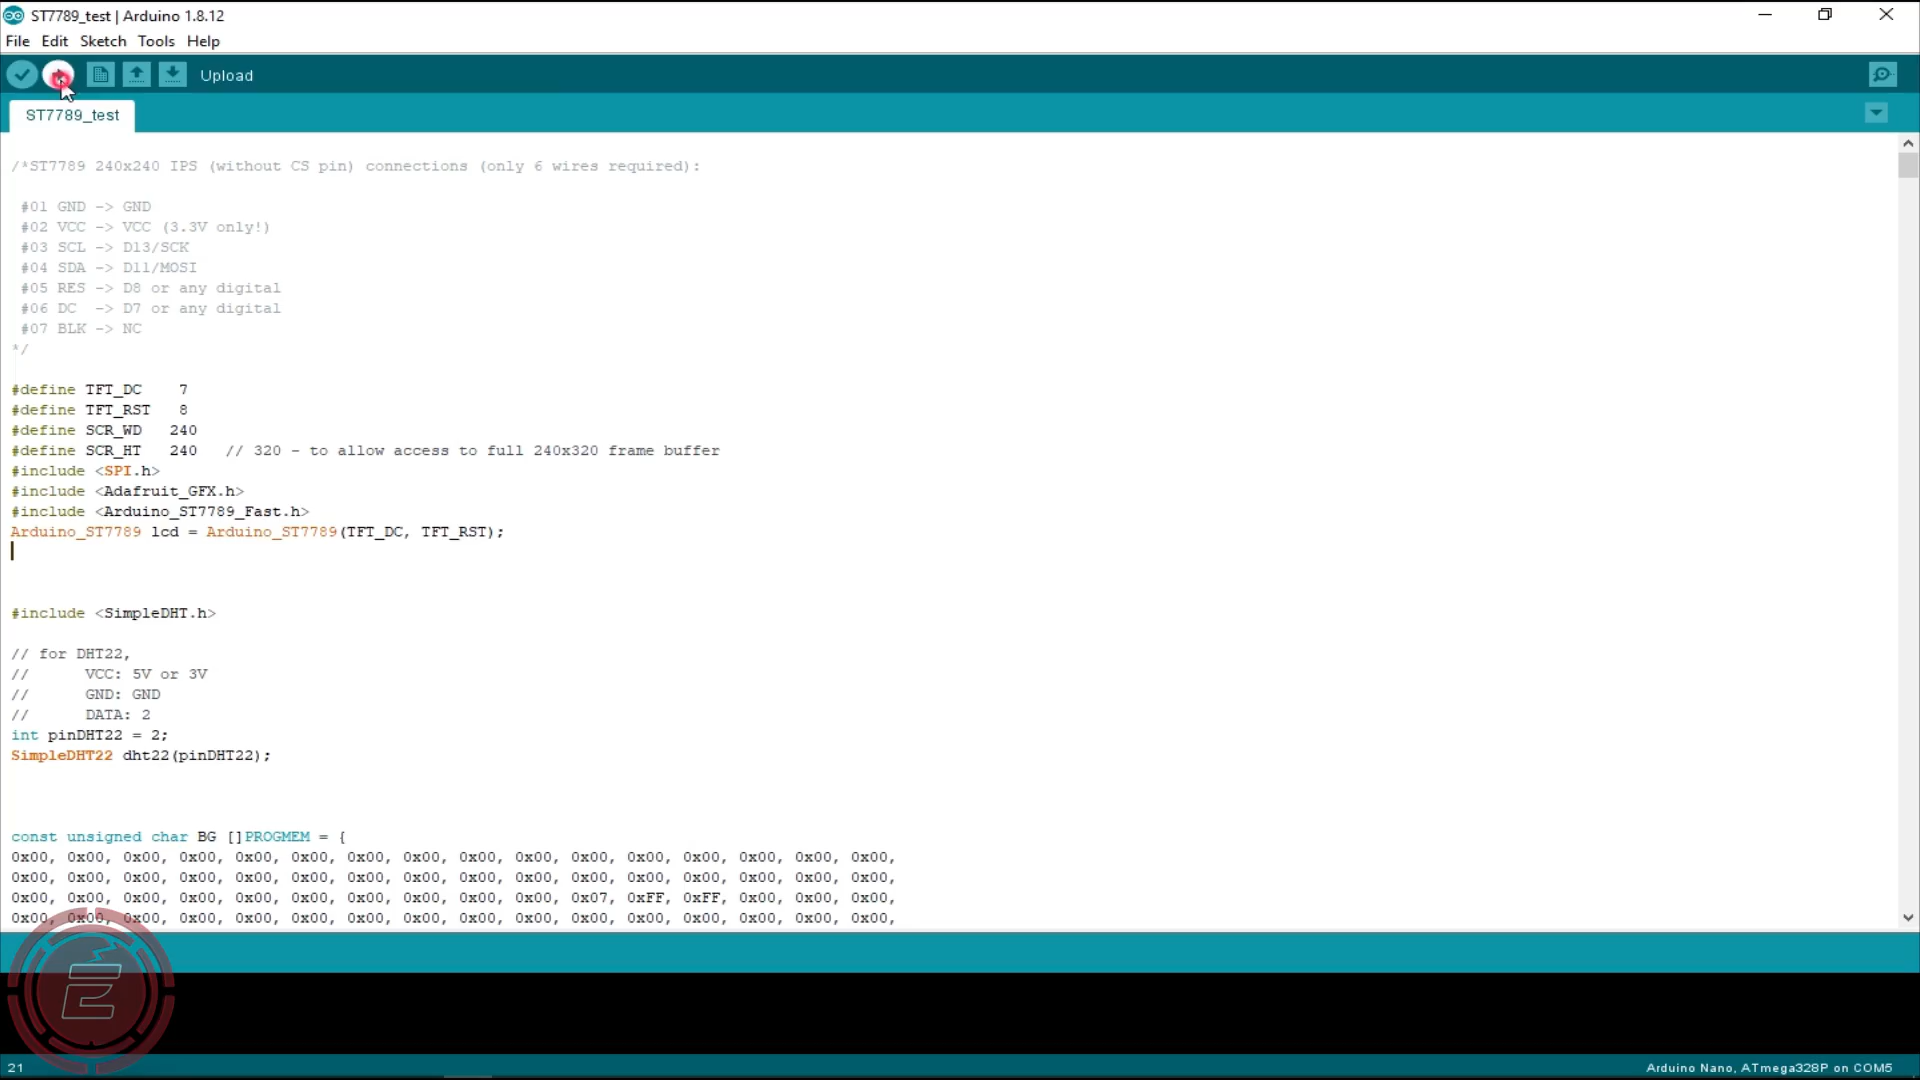 ST7789_test | Arduino 1.8.12
File Edit Sketch Tools Help
Upload
ST7789_test
/*ST7789 240x240 IPS (without CS pin) connections (only 6 wires required):
#01 GND -> GND
#02 VCC -> VCC (3.3V only!)
#03 SCL -> D13/SCK
#04 SDA -> D11/MOSI
#05 RES -> D8 or any digital
#06 DC  -> D7 or any digital
#07 BLK -> NC
*/
#define TFT_DC    7
#define TFT_RST   8
#define SCR_WD   240
#define SCR_HT   240   // 320 - to allow access to full 240x320 frame buffer
#include <SPI.h>
#include <Adafruit_GFX.h>
#include <Arduino_ST7789_Fast.h>
Arduino_ST7789 lcd = Arduino_ST7789(TFT_DC, TFT_RST);
#include <SimpleDHT.h>
// for DHT22,
//      VCC: 5V or 3V
//      GND: GND
//      DATA: 2
int pinDHT22 = 2;
SimpleDHT22 dht22(pinDHT22);
const unsigned char BG []PROGMEM = {
0x00, 0x00, 0x00, 0x00, 0x00, 0x00, 0x00, 0x00, 0x00, 0x00, 0x00, 0x00, 0x00, 0x00, 0x00, 0x00,
0x00, 0x00, 0x00, 0x00, 0x00, 0x00, 0x00, 0x00, 0x00, 0x00, 0x00, 0x00, 0x00, 0x00, 0x00, 0x00,
0x00, 0x00, 0x00, 0x00, 0x00, 0x00, 0x00, 0x00, 0x00, 0x00, 0x07, 0xFF, 0xFF, 0x00, 0x00, 0x00,
0x00, 0x00, 0x00, 0x00, 0x00, 0x00, 0x00, 0x00, 0x00, 0x00, 0x00, 0x00, 0x00, 0x00, 0x00, 0x00,
21
Arduino Nano, ATmega328P on COM5